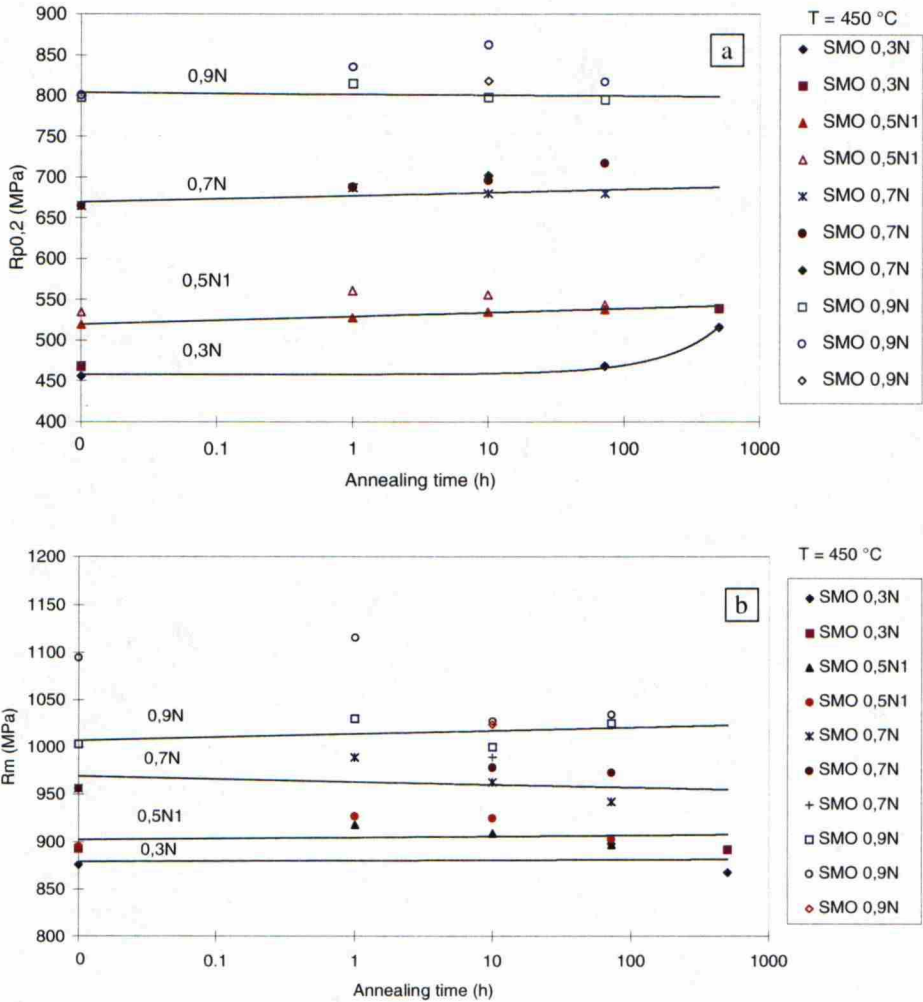 T = 450 °C
a
Rp0,2 (MPa)
900
850
800
750
700
650
600
550
500
450
400
0,9N
0,7N
0,5N1
0,3N
0
0.1
1
10
100
1000
Annealing time (h)
SMO 0,3N
SMO 0,3N
SMO 0,5N1
SMO 0,5N1
SMO 0,7N
SMO 0,7N
SMO 0,7N
SMO 0,9N
SMO 0,9N
SMO 0,9N
T = 450 °C
b
Rm (MPa)
1200
1150
1100
1050
1000
950
900
850
800
0,9N
0,7N
0,5N1
0,3N
0
0.1
1
10
100
1000
Annealing time (h)
SMO 0,3N
SMO 0,3N
SMO 0,5N1
SMO 0,5N1
SMO 0,7N
SMO 0,7N
SMO 0,7N
SMO 0,9N
SMO 0,9N
SMO 0,9N